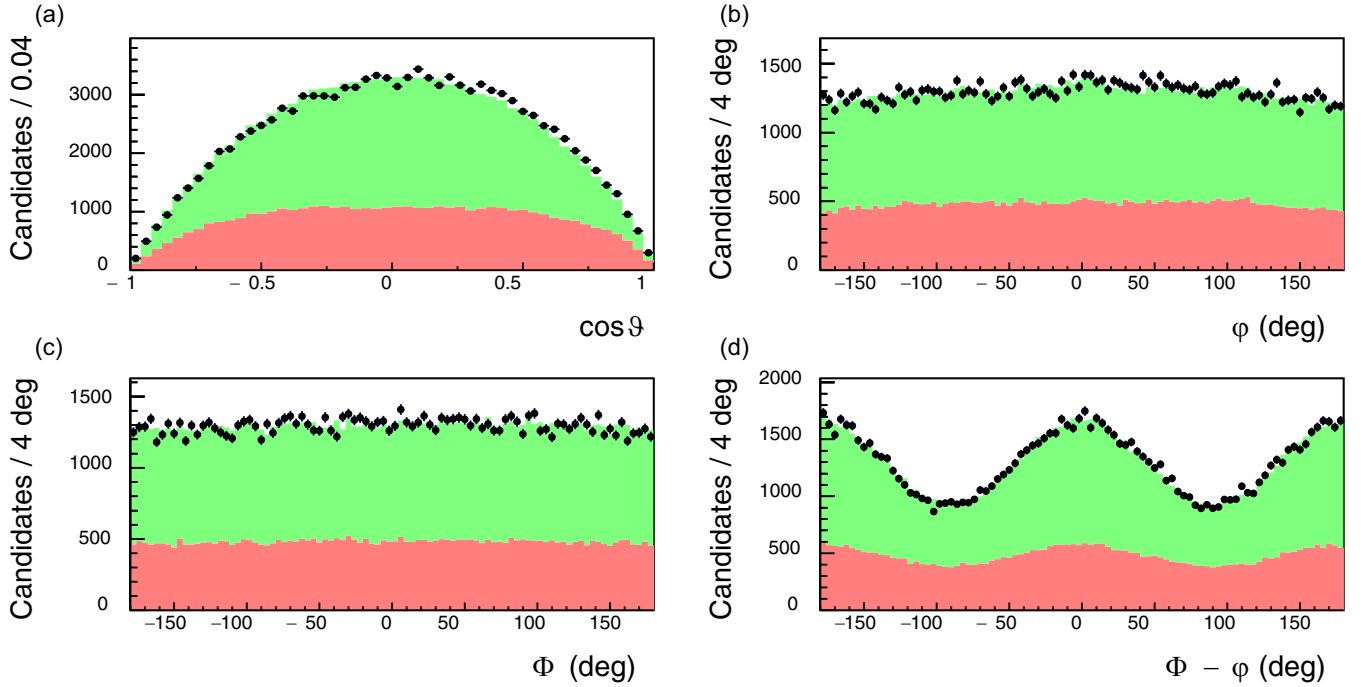 (a)
Candidates / 0.04
3000
2000
1000
0
− 1 − 0.5 0 0.5 1
cos ϑ
(b)
Candidates / 4 deg
1500
1000
500
0
−150 −100 − 50 0 50 100 150
φ (deg)
(c)
Candidates / 4 deg
1500
1000
500
0
−150 −100 − 50 0 50 100 150
Φ (deg)
(d)
Candidates / 4 deg
2000
1500
1000
500
0
−150 −100 − 50 0 50 100 150
Φ − φ (deg)